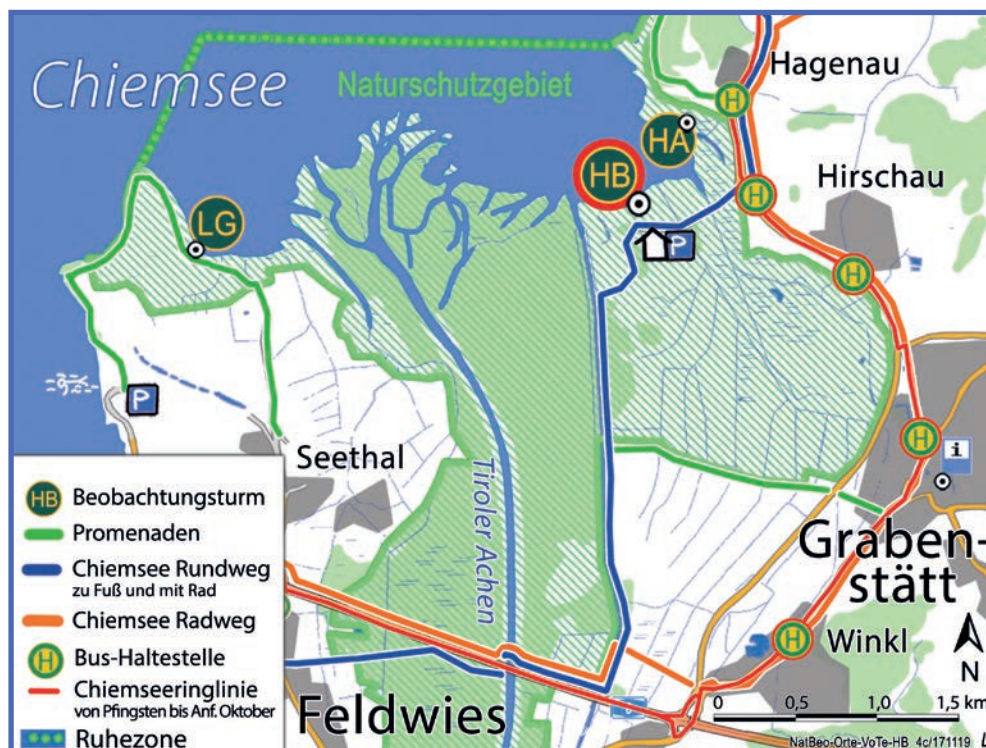 Chiemsee
Naturschutzgebiet
Hagenau
HA
HB
Hirschau
LG
H
H
H
H
H
P
P
i
Seethal
Tiroler Achen
Graben-
stätt
Winkl
Feldwies
N
0 0,5 1,0 1,5 km
NatBeo-Orte-VoTe-HB 4c/171119
HB Beobachtungsturm
Promenaden
Chiemsee Rundweg
zu Fuß und mit Rad
Chiemsee Radweg
H Bus-Haltestelle
Chiemseeringlinie
von Pfingsten bis Anf. Oktober
Ruhezone